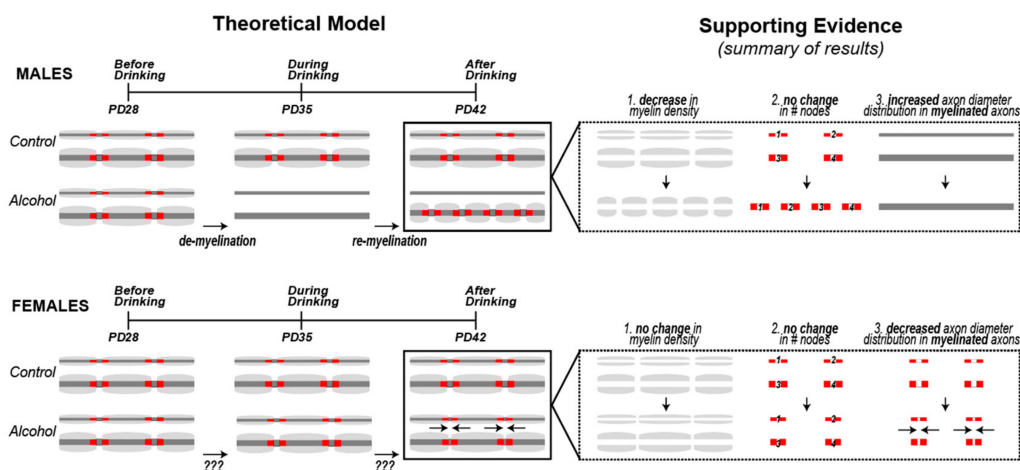 Theoretical Model
Supporting Evidence
(summary of results)
MALES
Before
Drinking
During
Drinking
After
Drinking
PD28
PD35
PD42
1. decrease in
myelin density
2. no change
in # nodes
3. increased axon diameter
distribution in myelinated axons
Control
1 2
3 4
Alcohol
1 2 3 4
de-myelination
re-myelination
FEMALES
Before
Drinking
During
Drinking
After
Drinking
PD28
PD35
PD42
1. no change in
myelin density
2. no change
in # nodes
3. decreased axon diameter
distribution in myelinated axons
Control
1 2
3 4
Alcohol
1 2
3 4
???
???